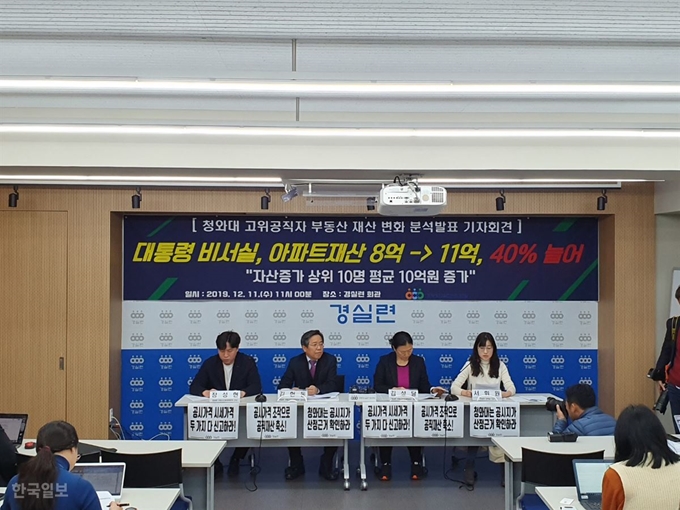 [ 청와대 고위공직자 부동산 재산 변화 분석발표 기자회견 ]
대통령 비서실, 아파트재산 8억 -> 11억, 40% 늘어
"자산증가 상위 10명 평균 10억원 증가"
일시 : 2019. 12. 11.(수) 11시 00분 장소 : 경실련 회관
경실련
공시가격 시세가격
두 가지 다 신고하라!
공시가격 조작으로
공직재산 축소!
청와대는 공시지가
산정근거 확인하라!
공시가격 시세가격
두 가지 다 신고하라!
공시가격 조작으로
공직재산 축소!
청와대는 공시지가
산정근거 확인하라!
한국일보